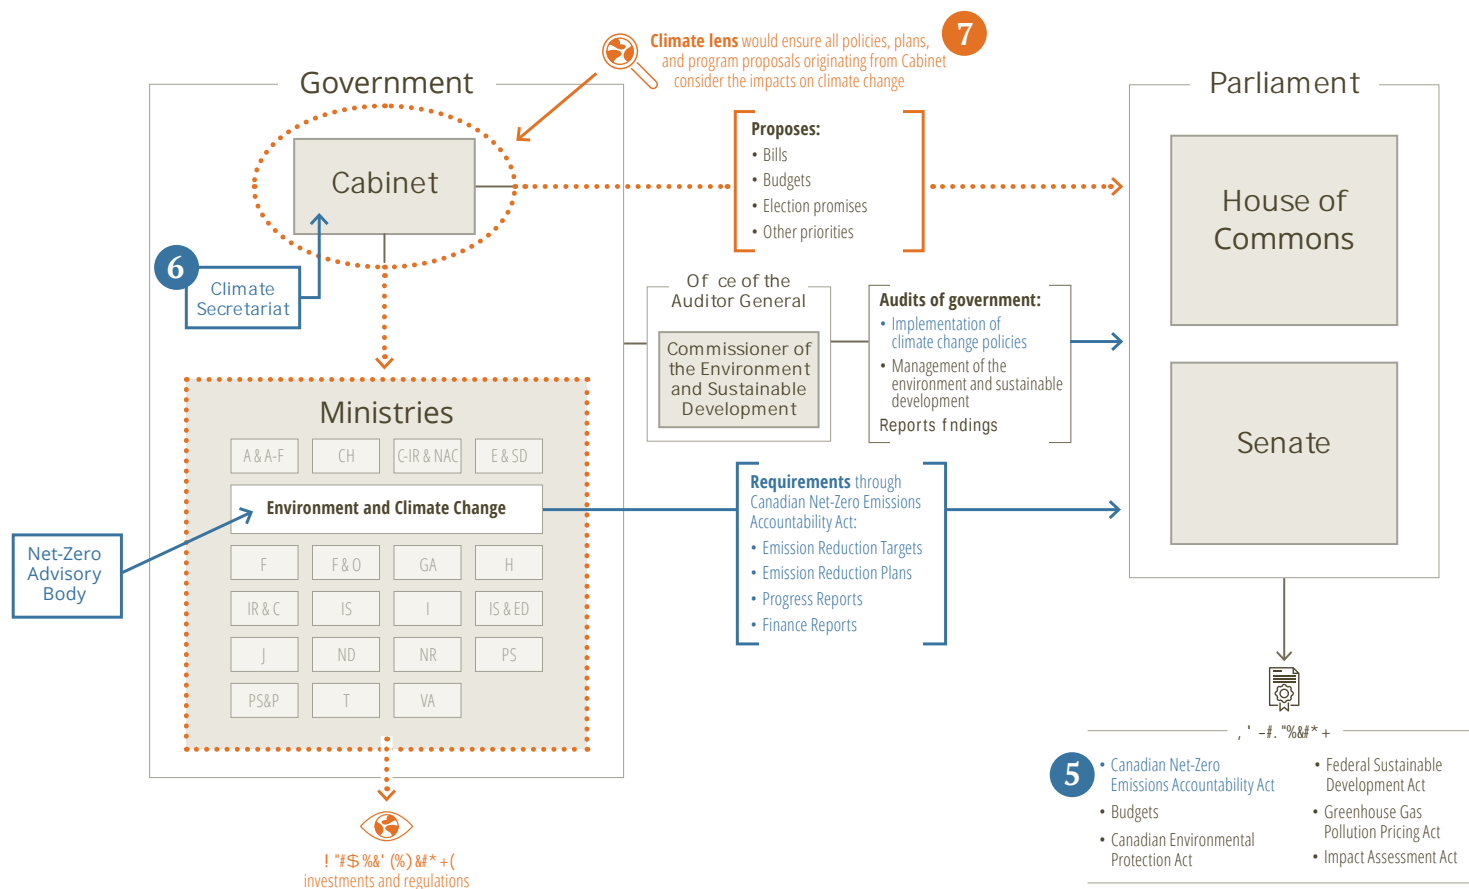 Climate lens would ensure all policies, plans,
and program proposals originating from Cabinet
consider the impacts on climate change
7
Government
Parliament
Cabinet
Proposes:
• Bills
• Budgets
• Election promises
• Other priorities
House of
Commons
6
Climate
Secretariat
Of ce of the
Auditor General
Commissioner of
the Environment
and Sustainable
Development
Audits of government:
• Implementation of
climate change policies
• Management of the
environment and sustainable
development
Reports f ndings
Senate
Ministries
A & A-F
CH
C-IR & NAC
E & SD
Environment and Climate Change
F
F & O
GA
H
IR & C
IS
I
IS & ED
J
ND
NR
PS
PS&P
T
VA
Net-Zero
Advisory
Body
Requirements through
Canadian Net-Zero Emissions
Accountability Act:
• Emission Reduction Targets
• Emission Reduction Plans
• Progress Reports
• Finance Reports
investments and regulations
5
• Canadian Net-Zero
Emissions Accountability Act
• Budgets
• Canadian Environmental
Protection Act
• Federal Sustainable
Development Act
• Greenhouse Gas
Pollution Pricing Act
• Impact Assessment Act